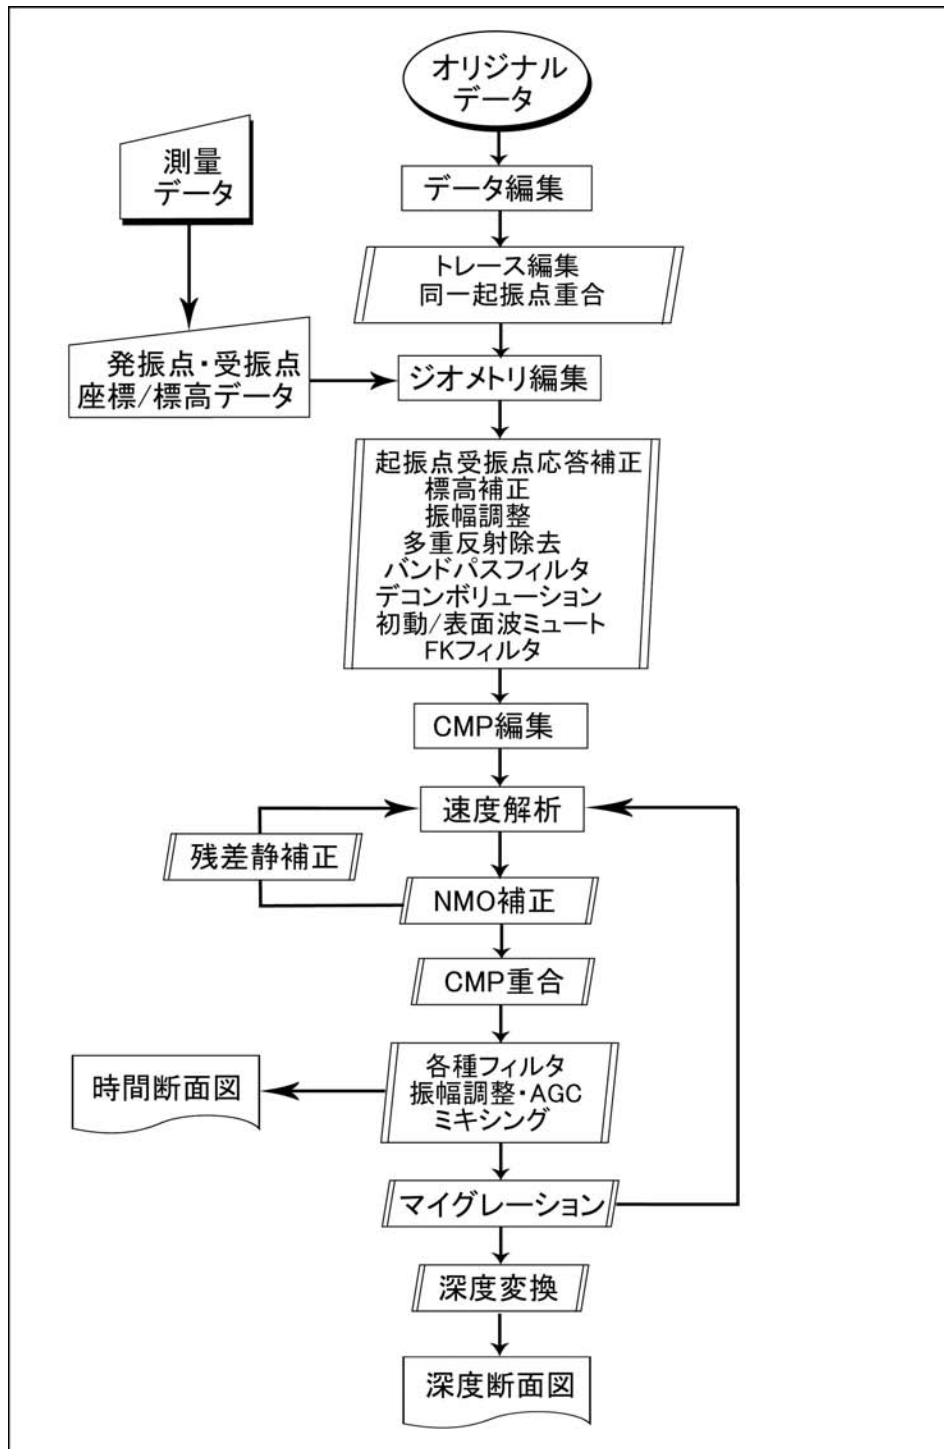 オリジナル
データ
測量
データ
データ編集
トレース編集
同一起振点重合
発振点・受振点
座標/標高データ
ジオメトリ編集
起振点受振点応答補正
標高補正
振幅調整
多重反射除去
バンドパスフィルタ
デコンボリューション
初動/表面波ミュート
FKフィルタ
CMP編集
速度解析
残差静補正
NMO補正
CMP重合
各種フィルタ
振幅調整・AGC
ミキシング
時間断面図
マイグレーション
深度変換
深度断面図